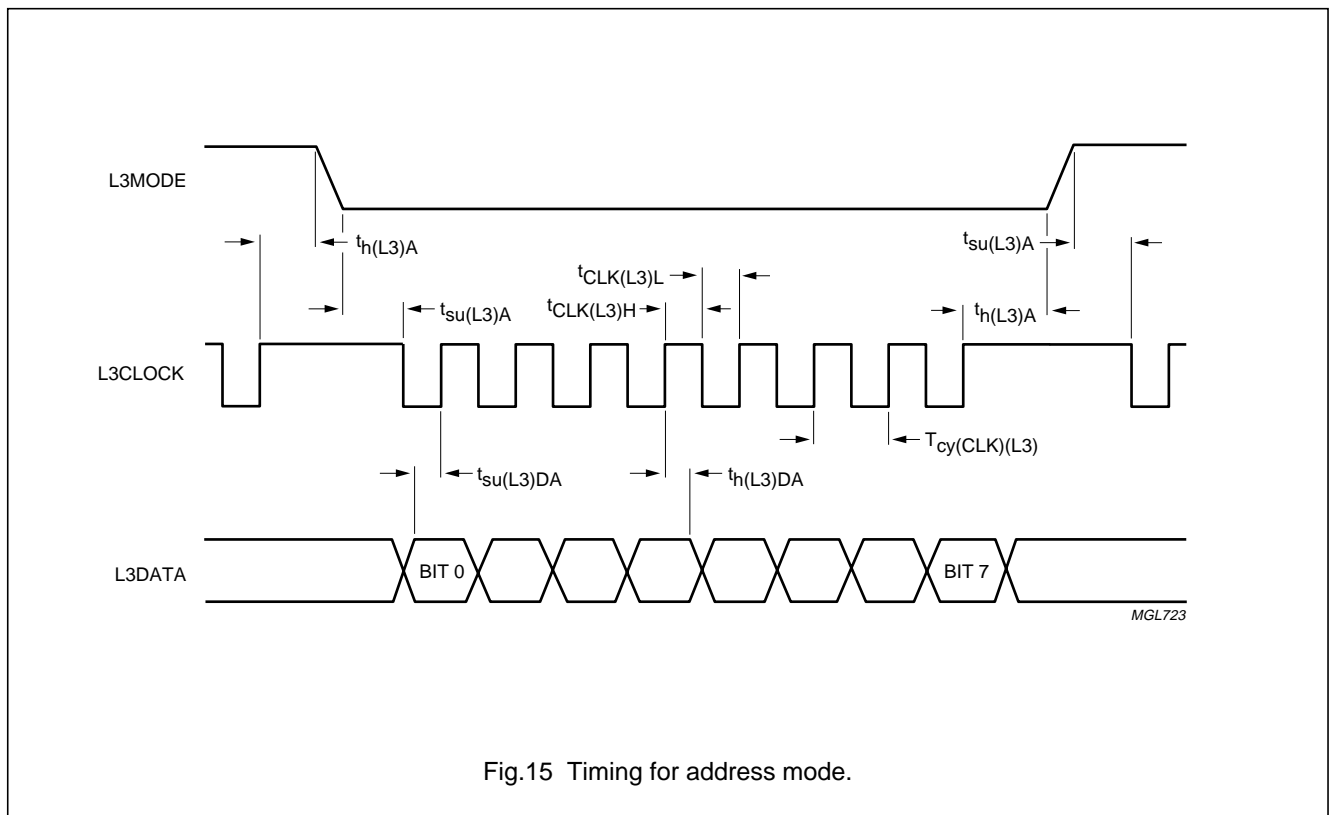 L3MODE
th(L3)A
tsu(L3)A
tCLK(L3)L
tsu(L3)A
tCLK(L3)H
th(L3)A
L3CLOCK
Tcy(CLK)(L3)
tsu(L3)DA
th(L3)DA
L3DATA
BIT 0
BIT 7
MGL723
Fig.15 Timing for address mode.